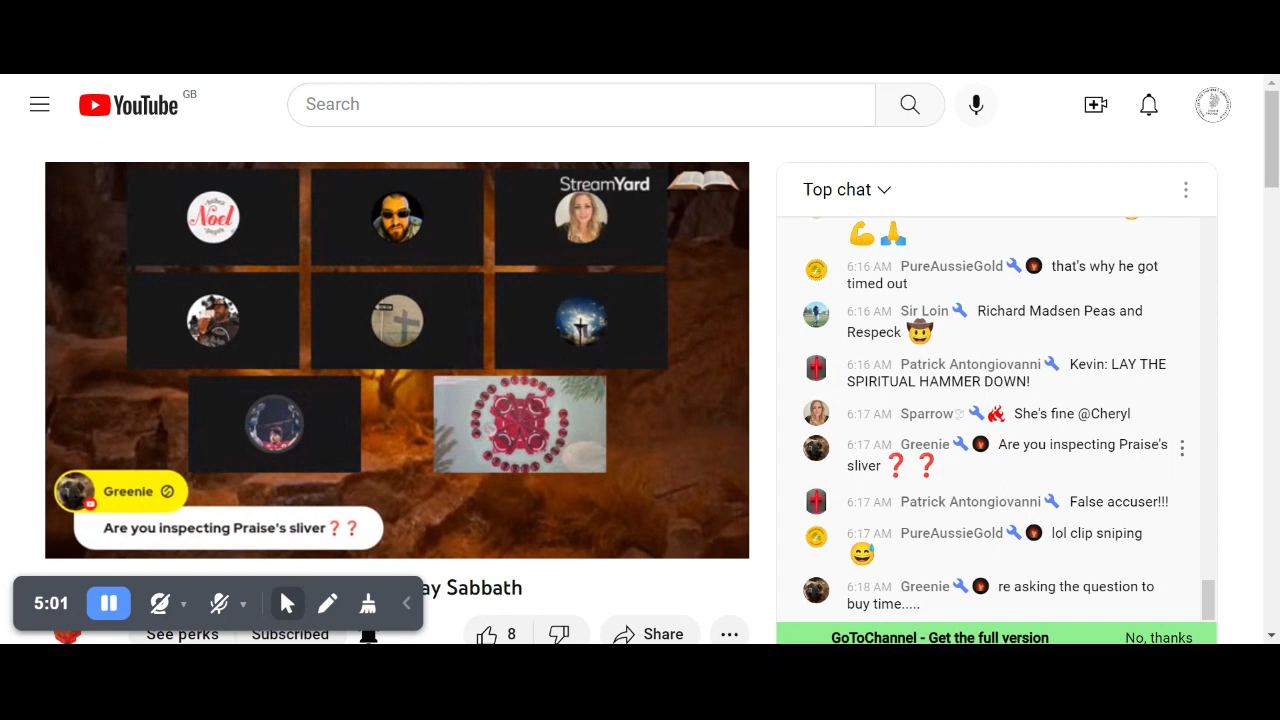 YouTube GB
Search
StreamYard
Noel
Greenie
Are you inspecting Praise's sliver❓❓
ay Sabbath
5:01
See perks
Subscribed
8
Share
Top chat
💪🙏
6:16 AM PureAussieGold that's why he got
timed out
6:16 AM Sir Loin Richard Madsen Peas and
Respeck 🤠
6:16 AM Patrick Antongiovanni Kevin: LAY THE
SPIRITUAL HAMMER DOWN!
6:17 AM Sparrow She's fine @Cheryl
6:17 AM Greenie Are you inspecting Praise's
sliver ❓ ❓
6:17 AM Patrick Antongiovanni False accuser!!!
6:17 AM PureAussieGold lol clip sniping
😅
6:18 AM Greenie re asking the question to
buy time.....
GoToChannel - Get the full version No, thanks